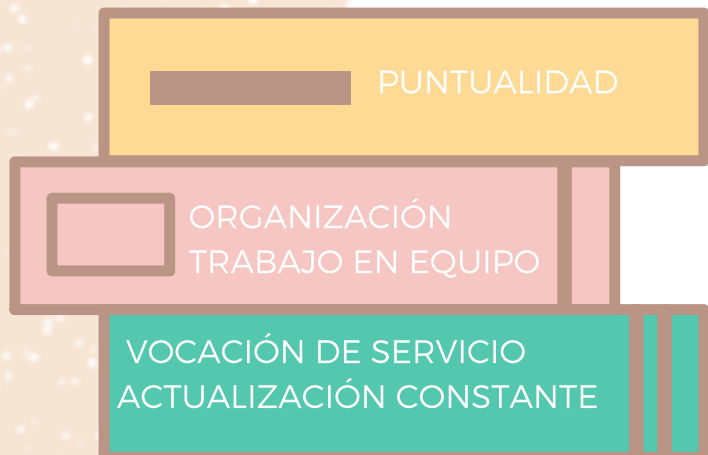 PUNTUALIDAD
ORGANIZACIÓN
TRABAJO EN EQUIPO
VOCACIÓN DE SERVICIO
ACTUALIZACIÓN CONSTANTE